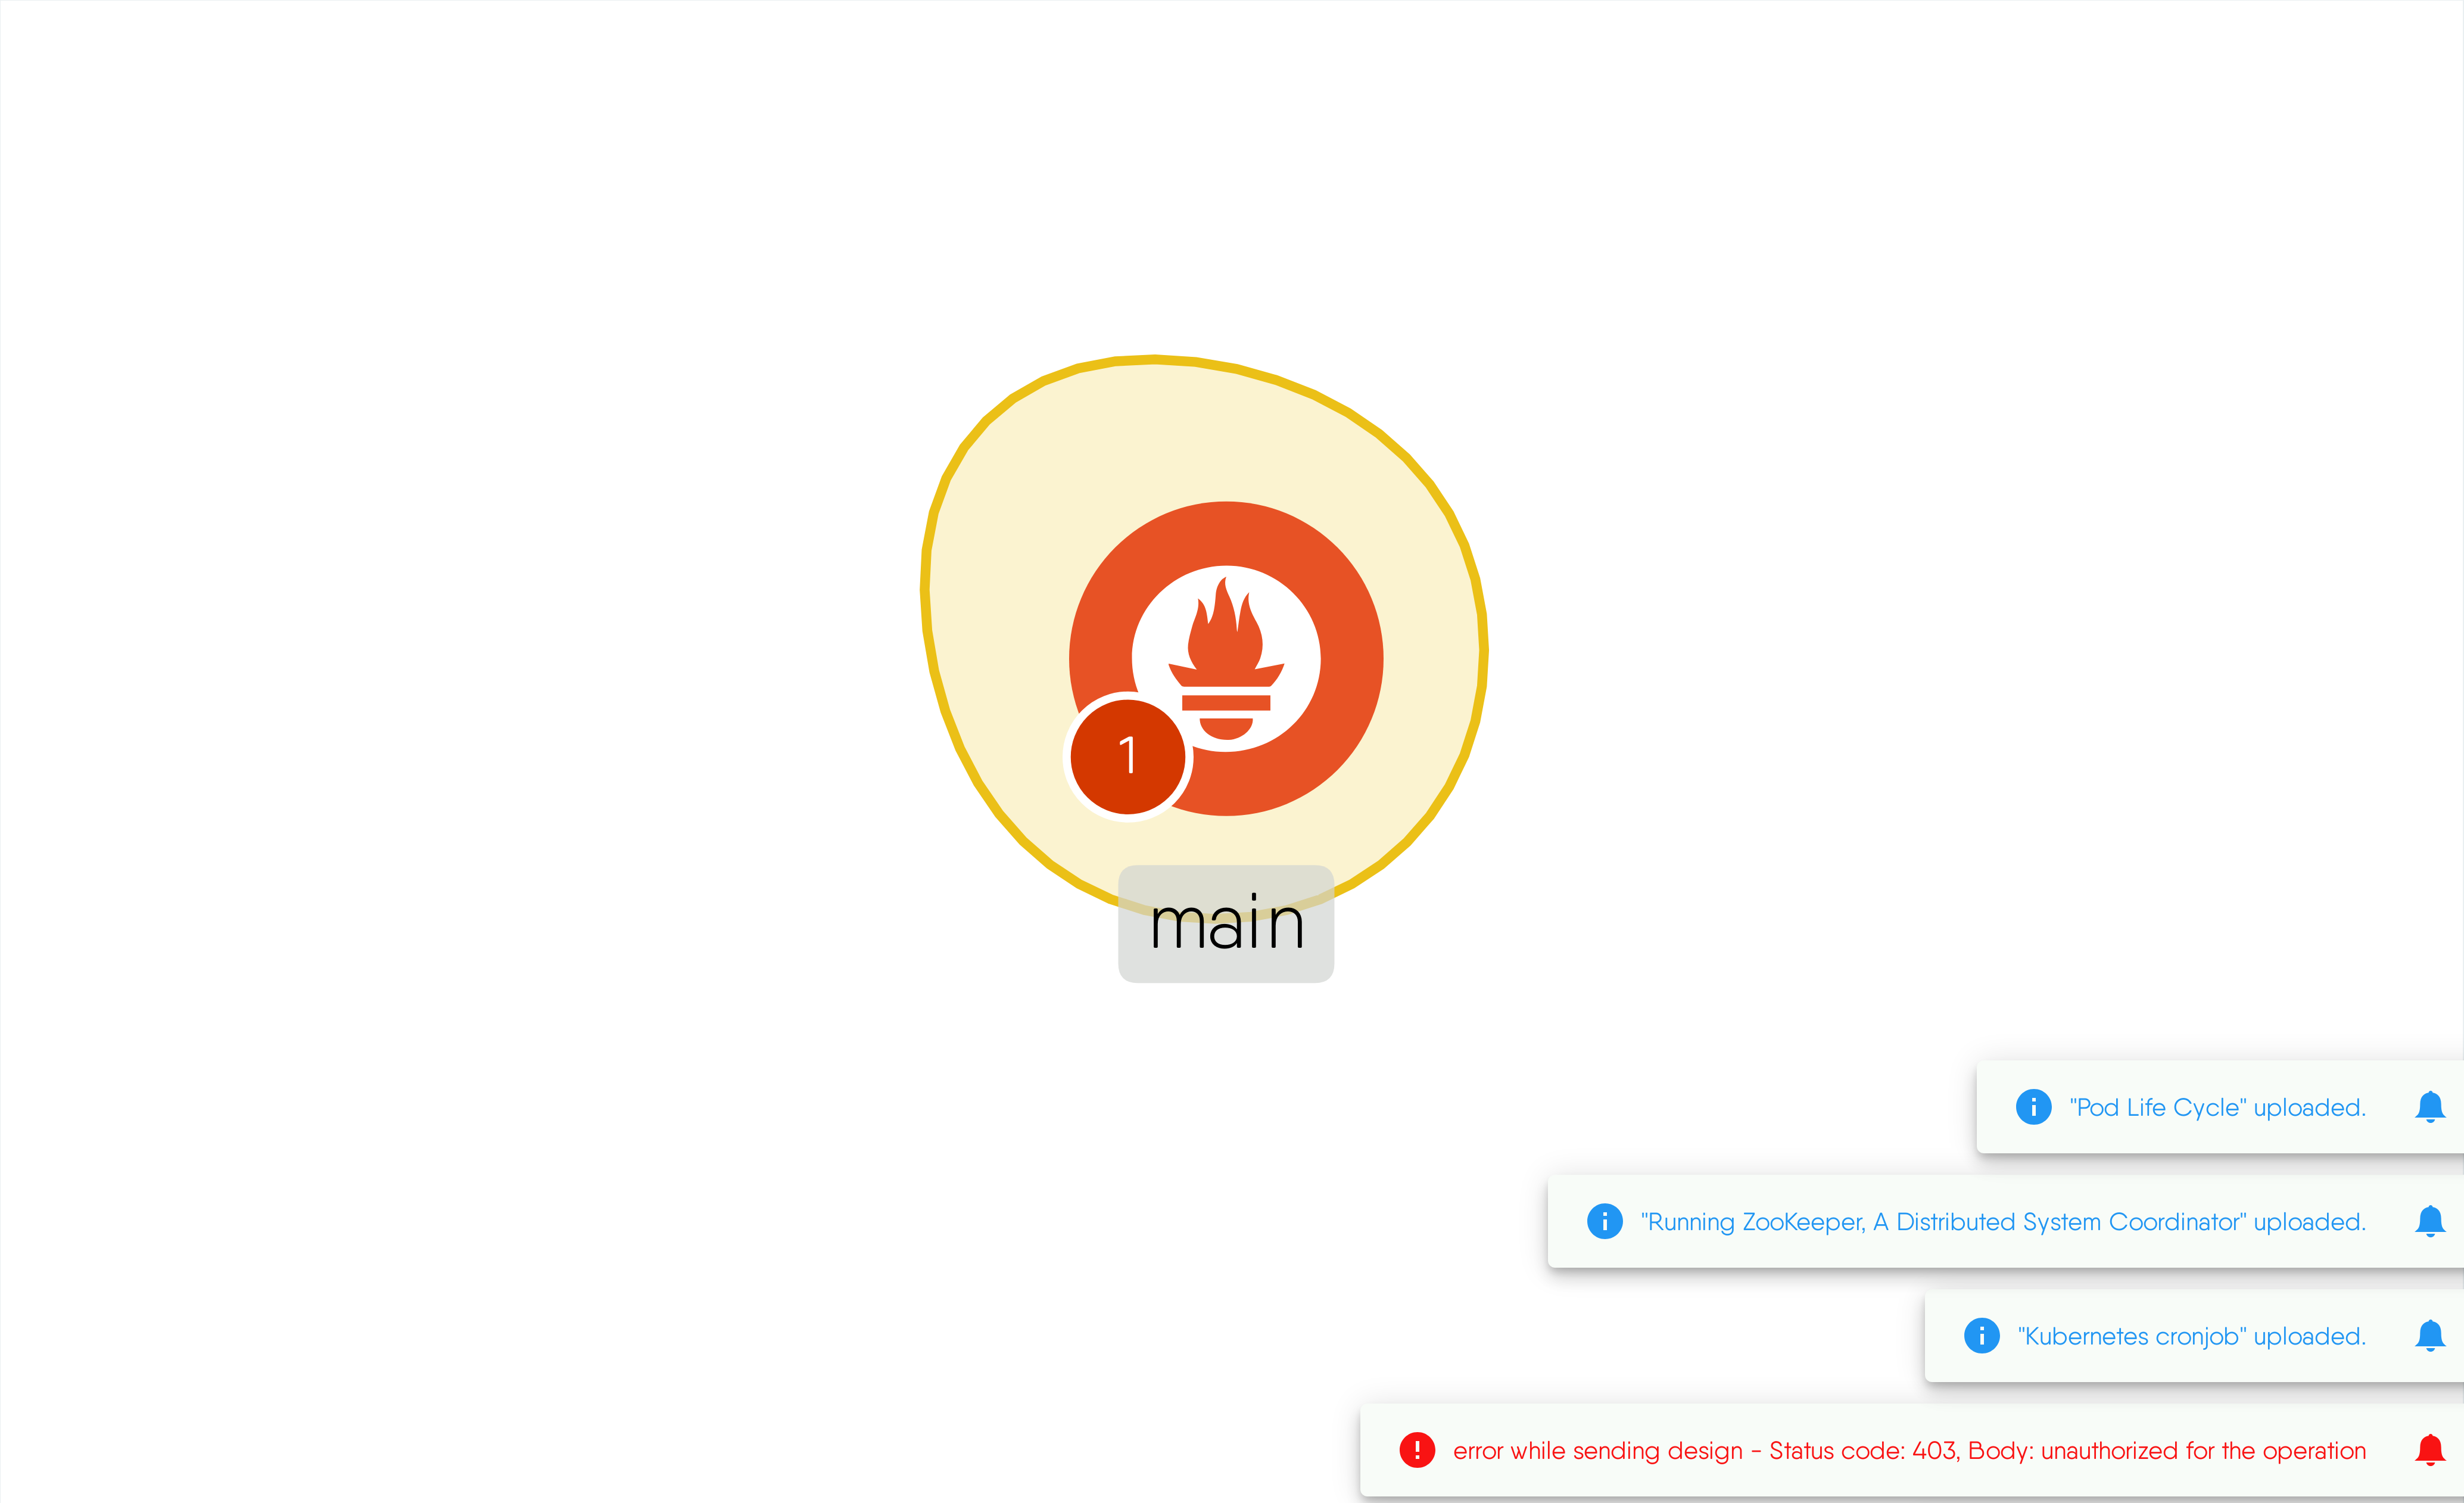 1
main
"Pod Life Cycle" uploaded.
"Running ZooKeeper, A Distributed System Coordinator" uploaded.
"Kubernetes cronjob" uploaded.
error while sending design - Status code: 403, Body: unauthorized for the operation